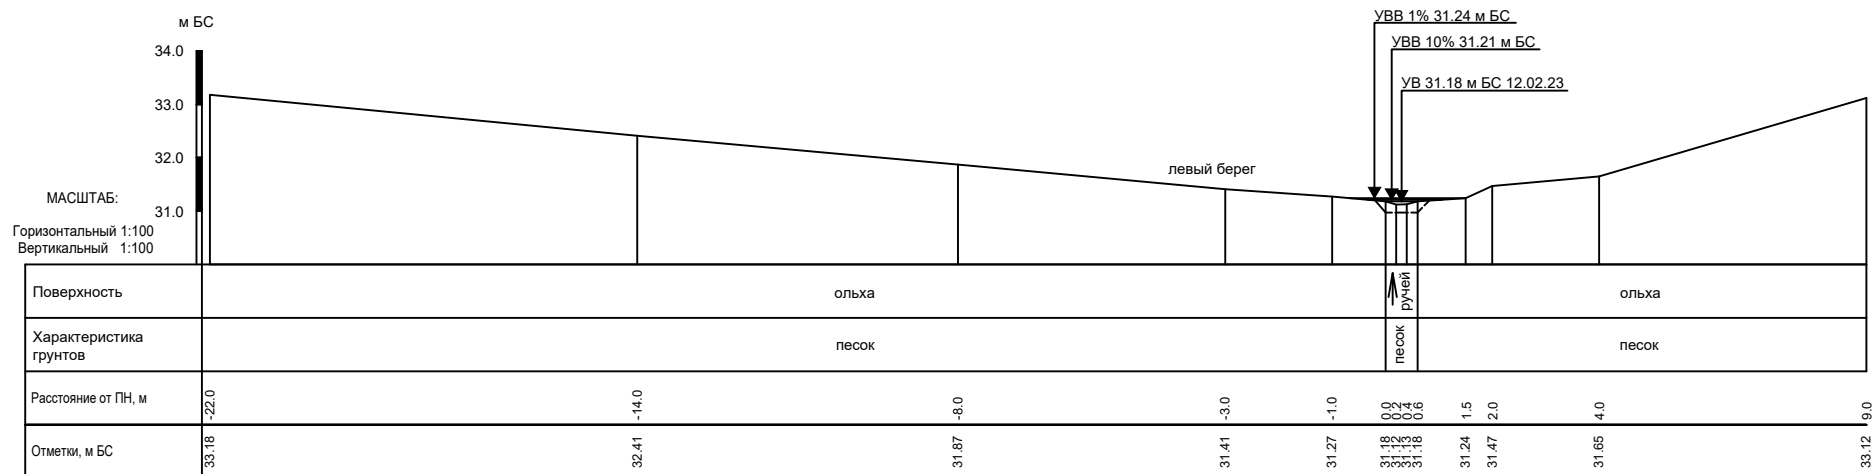 м БС
УВВ 1% 31.24 м БС
34.0
УВВ 10% 31.21 м БС
УВ 31.18 м БС 12.02.23
33.0
32.0
левый берег
МАСШТАБ:
31.0
Горизонтальный 1:100
Вертикальный 1:100
Поверхность
ольха
ручей
ольха
Характеристика
грунтов
песок
песок
песок
Расстояние от ПН, м
-22.0
-14.0
-8.0
-3.0
-1.0
0.0
0.2
0.4
0.6
1.5
2.0
4.0
9.0
Отметки, м БС
33.18
32.41
31.87
31.41
31.27
31.18
31.12
31.13
31.18
31.24
31.47
31.65
33.12